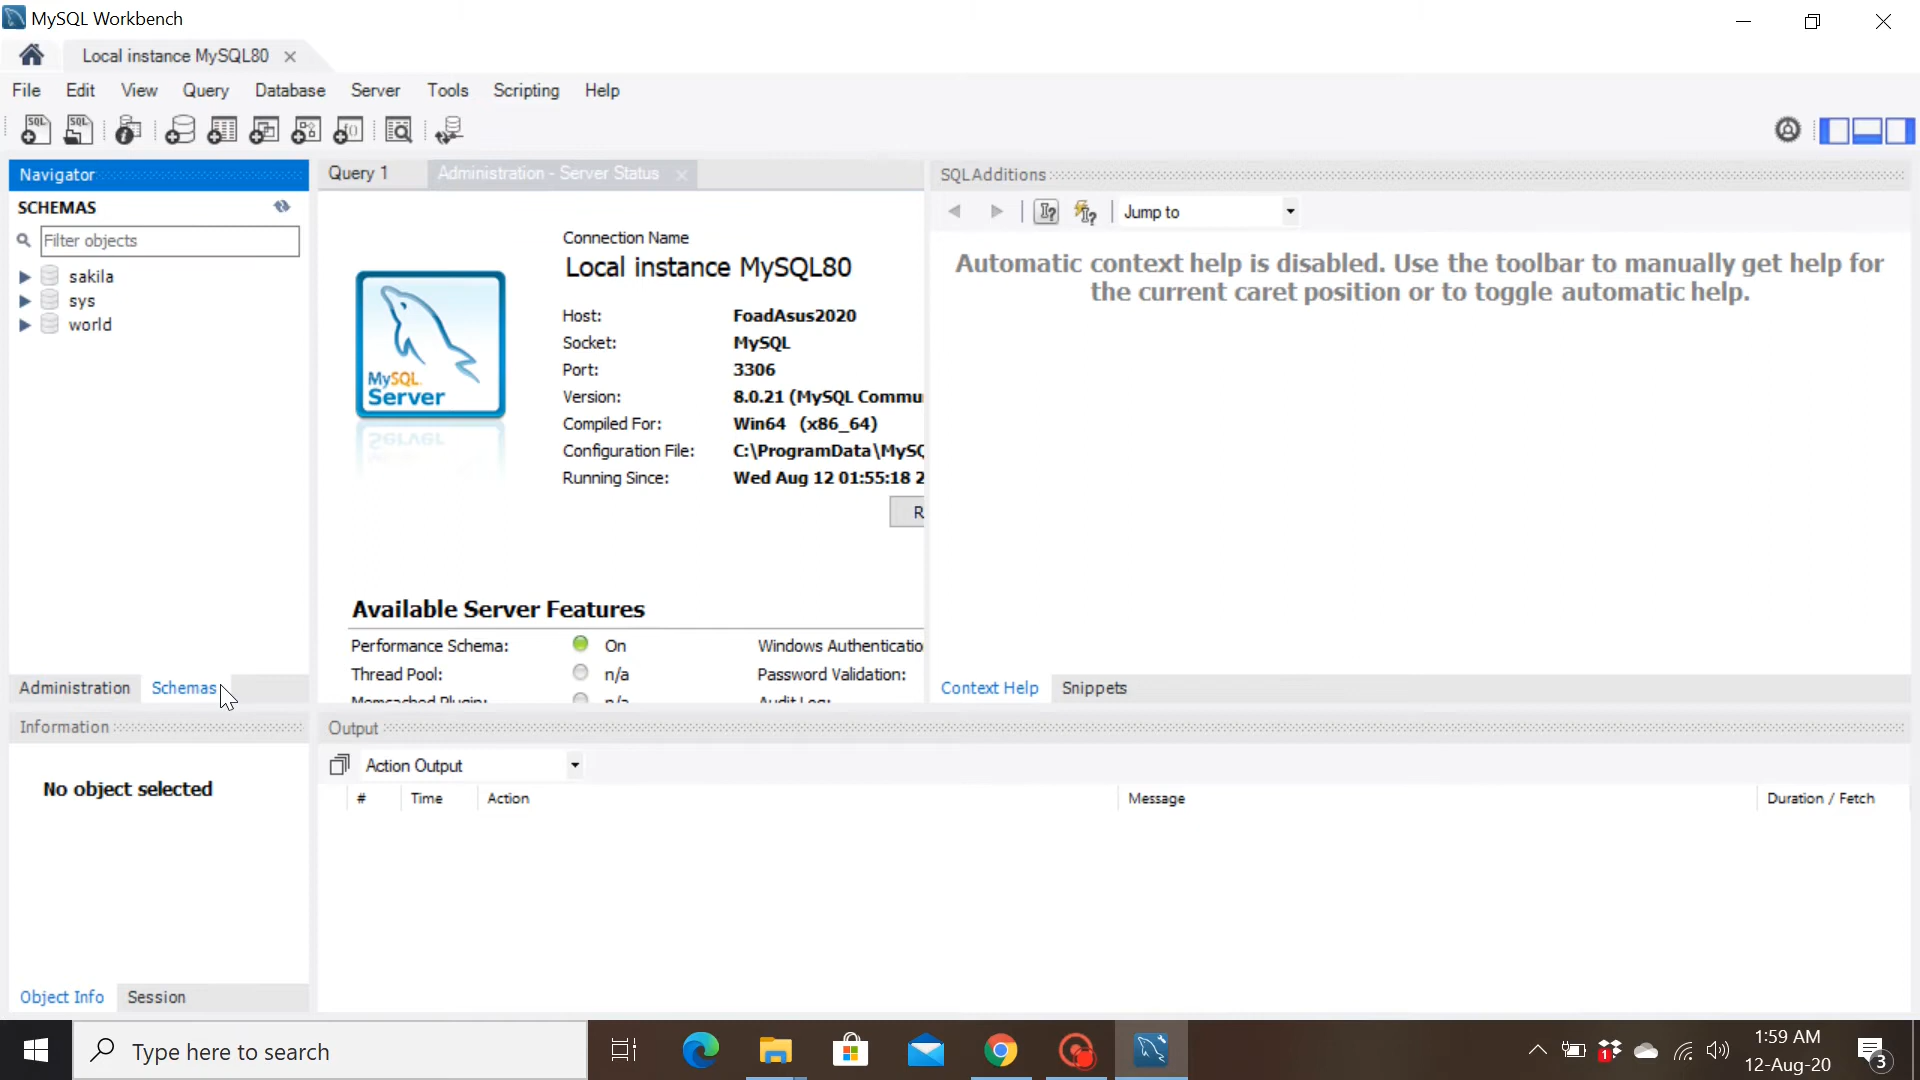 MySQL Workbench
Local instance MySQL80
File Edit View Query Database Server Tools Scripting Help
Navigator
SCHEMAS
Filter objects
sakila
sys
world
Administration Schemas
Information
No object selected
Object Info Session
Query 1 Administration - Server Status
MySQL
Server
Connection Name
Local instance MySQL80
Host: FoadAsus2020
Socket: MySQL
Port: 3306
Version: 8.0.21 (MySQL Commu
Compiled For: Win64 (x86_64)
Configuration File: C:\ProgramData\MySQ
Running Since: Wed Aug 12 01:55:18 2
R
Available Server Features
Performance Schema: On Windows Authenticatio
Thread Pool: n/a Password Validation:
Memcached Plugin: n/a Audit Log:
SQLAdditions
Jump to
Automatic context help is disabled. Use the toolbar to manually get help for
the current caret position or to toggle automatic help.
Context Help Snippets
Output
Action Output
# Time Action Message Duration / Fetch
Type here to search
1
1:59 AM
12-Aug-20
3